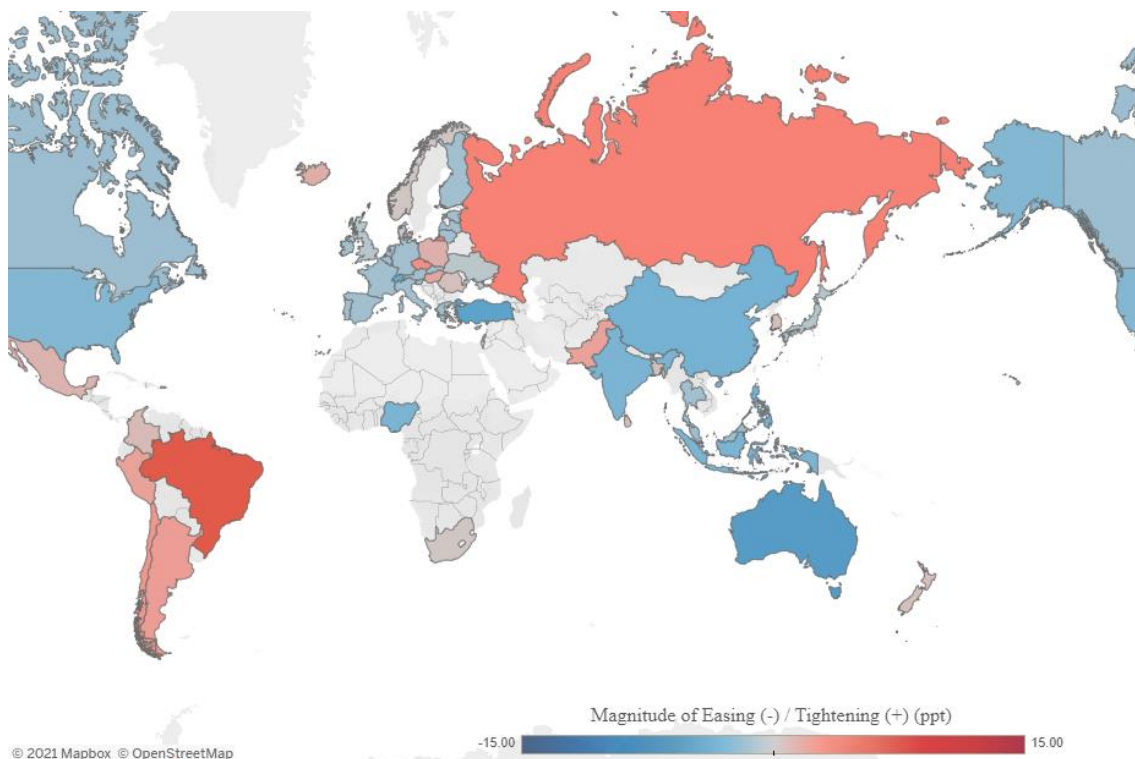 Magnitude of Easing (-) / Tightening (+) (ppt)
-15.00 15.00
© 2021 Mapbox © OpenStreetMap